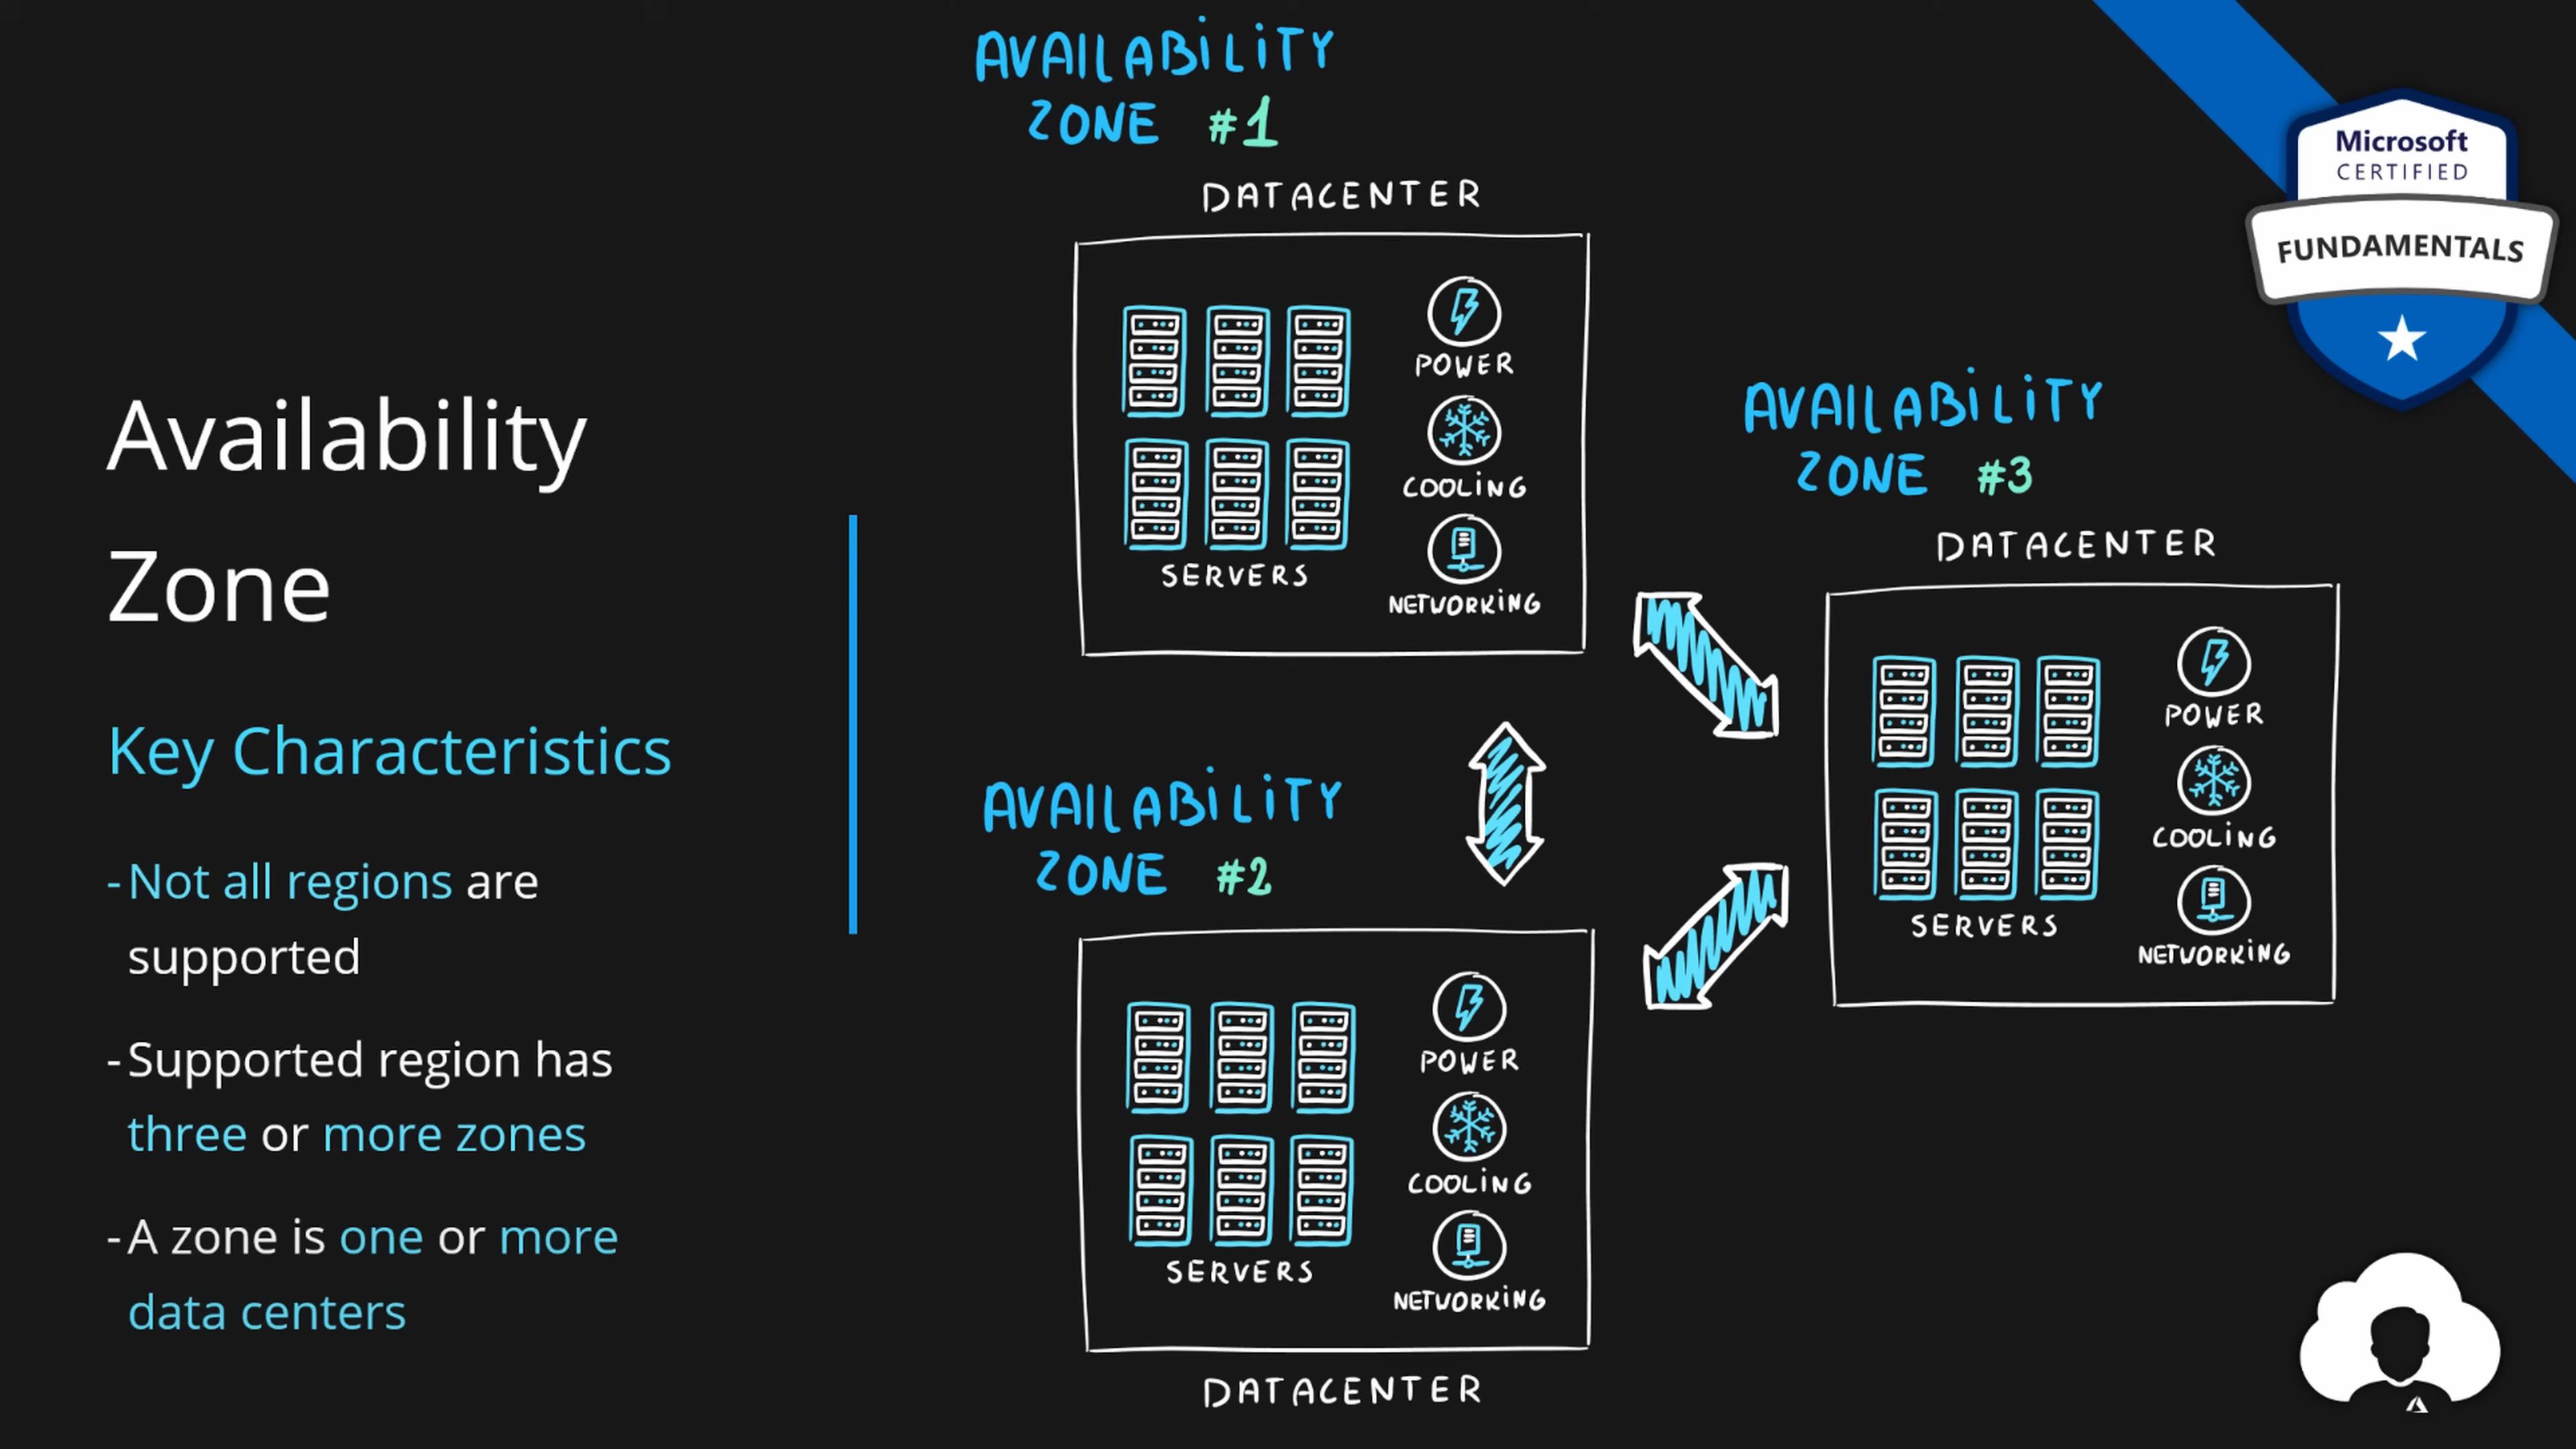 Availability
Zone
Key Characteristics
-Not all regions are
supported
-Supported region has
three or more zones
-A zone is one or more
data centers
AVAILABiLiTY
ZONE #1
DATACENTER
POWER
COOLiNG
SERVERS
NETWORKiNG
AVAILABiLiTY
ZONE #2
POWER
COOLiNG
SERVERS
NETWORKiNG
DATACENTER
AVAILABiLiTY
ZONE #3
DATACENTER
POWER
COOLiNG
SERVERS
NETWORKiNG
Microsoft
CERTIFIED
FUNDAMENTALS